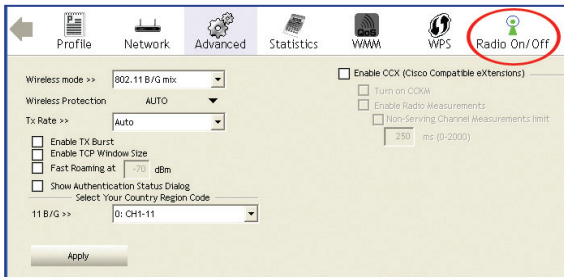 Profile Network Advanced Statistics QoS WMM WPS Radio On/Off
Wireless mode >> 802.11 B/G mix
Wireless Protection AUTO
Tx Rate >> Auto
Enable TX Burst
Enable TCP Window Size
Fast Roaming at -70 dBm
Show Authentication Status Dialog
Select Your Country Region Code
11 B/G >> 0: CH1-11
Apply
Enable CCX (Cisco Compatible eXtensions)
Turn on CCKM
Enable Radio Measurements
Non-Serving Channel Measurements limit
250 ms (0-2000)